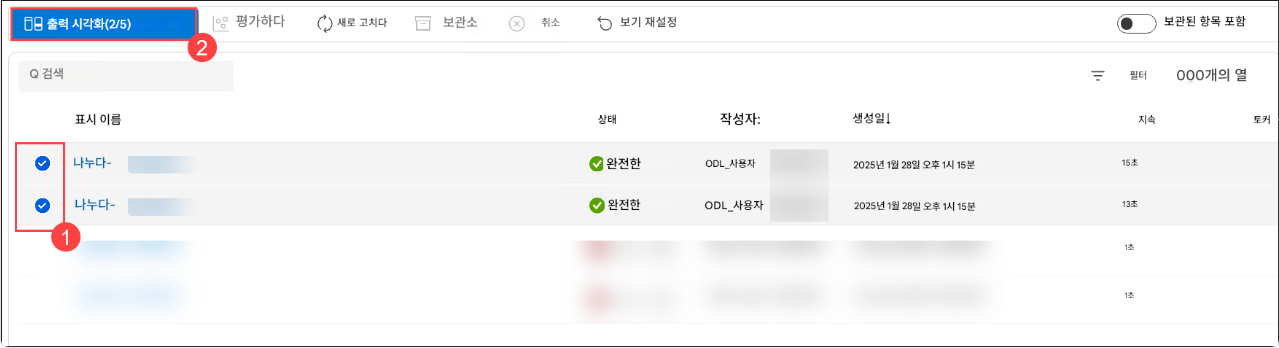 출력 시각화(2/5) 평가하다 새로 고치다 보관소 취소 보기 재설정 보관된 항목 포함
2
Q 검색 필터 000개의 열
표시 이름 상태 작성자: 생성일↓ 지속 토커
나누다- 완전한 ODL_사용자 2025년 1월 28일 오후 1시 15분 15초
나누다- 완전한 ODL_사용자 2025년 1월 28일 오후 1시 15분 13초
1
1초
1초